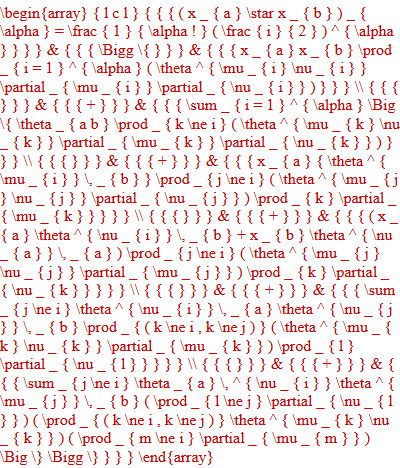 \begin{array} { l c l } { { { ( x _ { a } \star x _ { b } ) _ {
\alpha } = \frac { 1 } { \alpha ! } ( \frac { i } { 2 } ) ^ { \alpha
} } } } & { { { \Bigg \{ } } } & { { { x _ { a } x _ { b } \prod
_ { i = 1 } ^ { \alpha } ( \theta ^ { \mu _ { i } \nu _ { i } }
\partial _ { \mu _ { i } } \partial _ { \nu _ { i } } ) } } } \\ { { {
} } } & { { { + } } } & { { { \sum _ { i = 1 } ^ { \alpha } \Big
\{ \theta _ { a b } \prod _ { k \ne i } ( \theta ^ { \mu _ { k } \nu
_ { k } } \partial _ { \mu _ { k } } \partial _ { \nu _ { k } } ) }
} } \\ { { { } } } & { { { + } } } & { { { x _ { a } { \theta ^ {
\mu _ { i } } \, _ { b } } \prod _ { j \ne i } ( \theta ^ { \mu _ { j
} \nu _ { j } } \partial _ { \nu _ { j } } ) \prod _ { k } \partial
_ { \mu _ { k } } } } } \\ { { { } } } & { { { + } } } & { { { ( x _
{ a } \theta ^ { \nu _ { i } } \, _ { b } + x _ { b } \theta ^ { \nu
_ { a } } \, _ { a } ) \prod _ { j \ne i } ( \theta ^ { \mu _ { j }
\nu _ { j } } \partial _ { \mu _ { j } } ) \prod _ { k } \partial _
{ \nu _ { k } } } } } \\ { { { } } } & { { { + } } } & { { { \sum
_ { j \ne i } \theta ^ { \nu _ { i } } \, _ { a } \theta ^ { \nu _ { j
} } \, _ { b } \prod _ { ( k \ne i , k \ne j ) } ( \theta ^ { \mu _ {
k } \nu _ { k } } \partial _ { \mu _ { k } } ) \prod _ { l }
\partial _ { \nu _ { l } } } } } \\ { { { } } } & { { { + } } } & {
{ { \sum _ { j \ne i } \theta _ { a } \, ^ { \nu _ { i } } \theta ^ {
\mu _ { j } } \, _ { b } ( \prod _ { l \ne j } \partial _ { \nu _ { l
} } ) ( \prod _ { ( k \ne i , k \ne j ) } \theta ^ { \mu _ { k } \nu
_ { k } } ) ( \prod _ { m \ne i } \partial _ { \mu _ { m } } )
\Big \} \Bigg \} } } } \end{array}